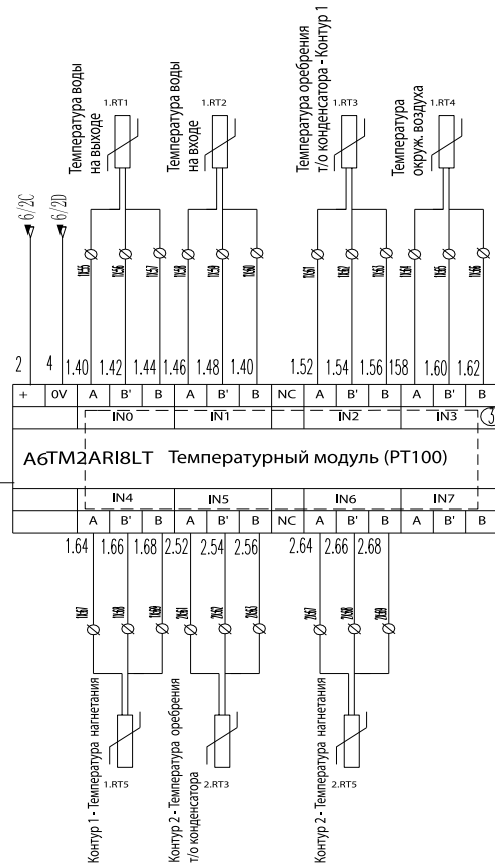 Температура воды
на выходе
1.RT1
Температура воды
на входе
1.RT2
Температура оребрения
т/о конденсатора - Контур 1
1.RT3
Температура
окруж. воздуха
1.RT4
6/2C
6/2D
2 4 1.40 1.42 1.44 1.46 1.48 1.40 1.52 1.54 1.56 158 1.60 1.62
+ 0V A B' B A B' B NC A B' B A B' B
IN0 IN1 IN2 IN3
3
A6TM2ARI8LT Температурный модуль (PT100)
IN4 IN5 IN6 IN7
A B' B A B' B NC A B' B A B' B
1.64 1.66 1.68 2.52 2.54 2.56 2.64 2.66 2.68
Контур 1 - Температура нагнетания
1.RT5
Контур 2 - Температура оребрения
т/о конденсатора
2.RT3
Контур 2 - Температура нагнетания
2.RT5